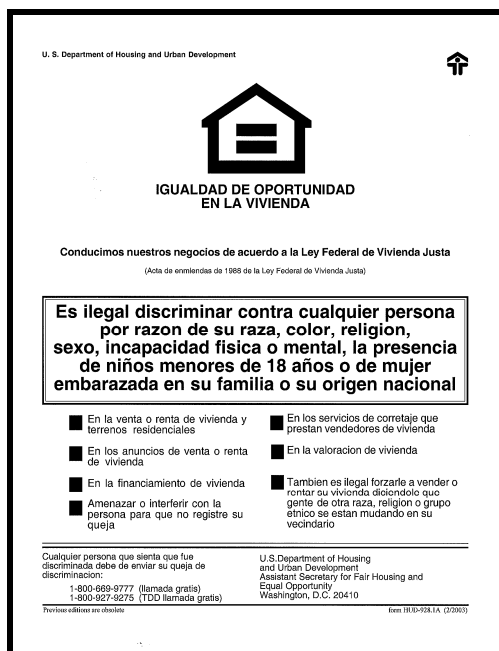 U. S. Department of Housing and Urban Development
IGUALDAD DE OPORTUNIDAD
EN LA VIVIENDA
Conducimos nuestros negocios de acuerdo a la Ley Federal de Vivienda Justa
(Acta de enmiendas de 1988 de la Ley Federal de Vivienda Justa)
Es ilegal discriminar contra cualquier persona
por razon de su raza, color, religion,
sexo, incapacidad fisica o mental, la presencia
de niños menores de 18 años o de mujer
embarazada en su familia o su origen nacional
En la venta o renta de vivienda y
terrenos residenciales
En los anuncios de venta o renta
de vivienda
En la financiamiento de vivienda
Amenazar o interferir con la
persona para que no registre su
queja
En los servicios de corretaje que
prestan vendedores de vivienda
En la valoracion de vivienda
Tambien es ilegal forzarle a vender o
rentar su vivienda diciendole que
gente de otra raza, religion o grupo
etnico se estan mudando en su
vecindario
Cualquier persona que sienta que fue
discriminada debe de enviar su queja de
discriminacion:
1-800-669-9777 (llamada gratis)
1-800-927-9275 (TDD llamada gratis)
U.S.Department of Housing
and Urban Development
Assistant Secretary for Fair Housing and
Equal Opportunity
Washington, D.C. 20410
Previous editions are obsolete
form HUD-928.1A (2/2003)